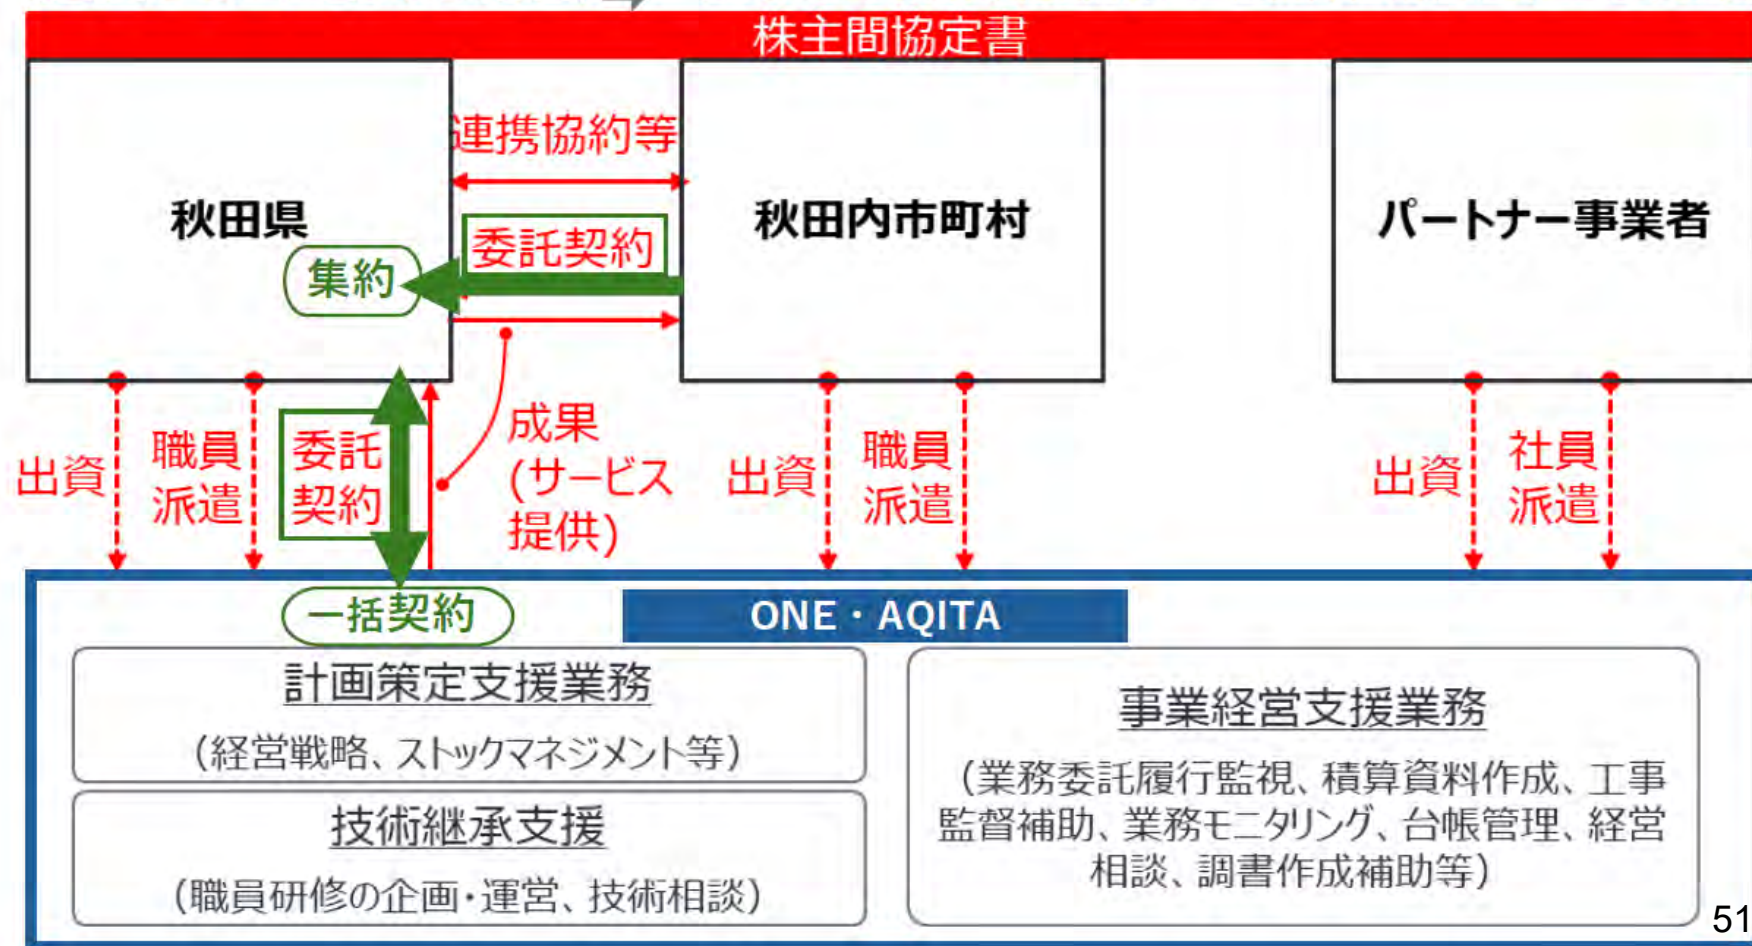 株主間協定書
連携協約等
秋田県
秋田内市町村
パートナー事業者
委託契約
集約
出資
職員
派遣
委託
契約
成果
(サービス
提供)
出資
職員
派遣
出資
社員
派遣
一括契約
ONE・AQITA
計画策定支援業務
（経営戦略、ストックマネジメント等）
技術継承支援
（職員研修の企画・運営、技術相談）
事業経営支援業務
（業務委託履行監視、積算資料作成、工事
監督補助、業務モニタリング、台帳管理、経営
相談、調書作成補助等）
51